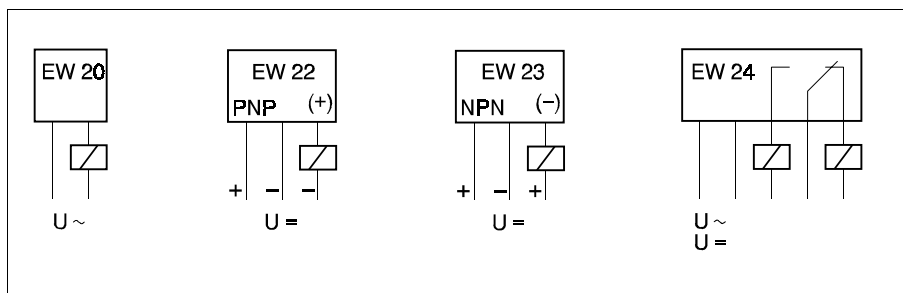 EW 20
U ~
EW 22
PNP (+)
+ – –
U =
EW 23
NPN (–)
+ – +
U =
EW 24
U ~
U =